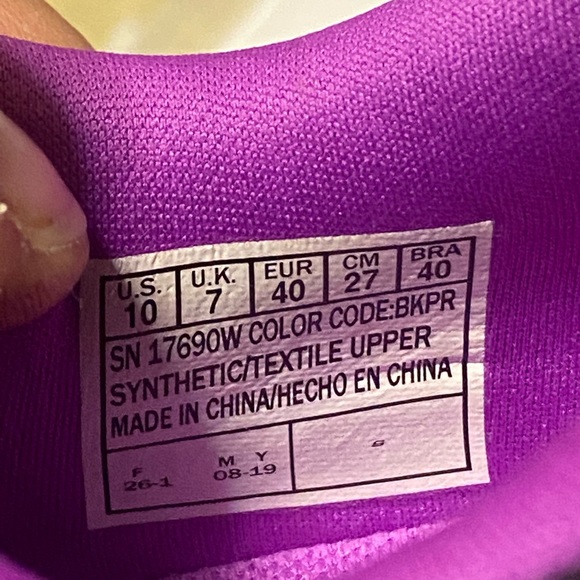 U.S. U.K. EUR CM BRA
10 7 40 27 40
SN 17690W COLOR CODE:BKPR
SYNTHETIC/TEXTILE UPPER
MADE IN CHINA/HECHO EN CHINA
F M Y
26-1 08-19